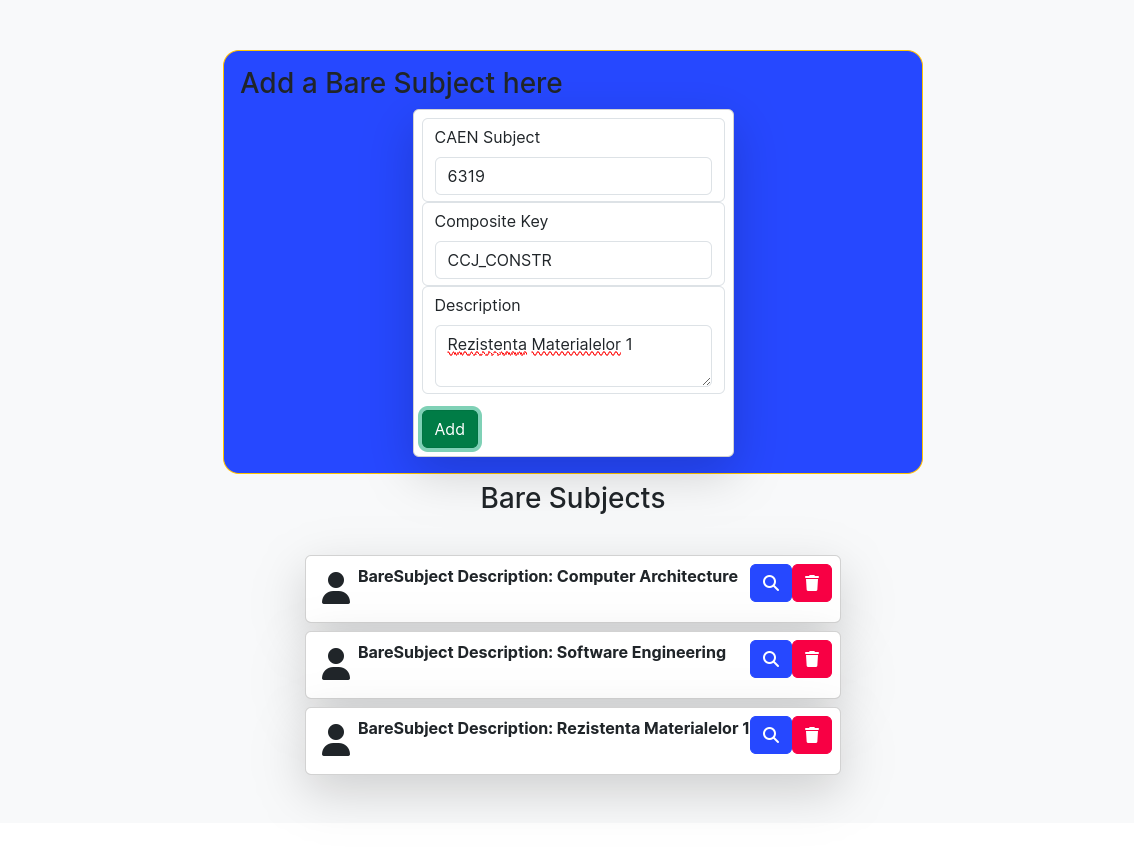 Add a Bare Subject here
CAEN Subject
6319
Composite Key
CCJ_CONSTR
Description
Rezistenta Materialelor 1
Add
Bare Subjects
BareSubject Description: Computer Architecture
BareSubject Description: Software Engineering
BareSubject Description: Rezistenta Materialelor 1